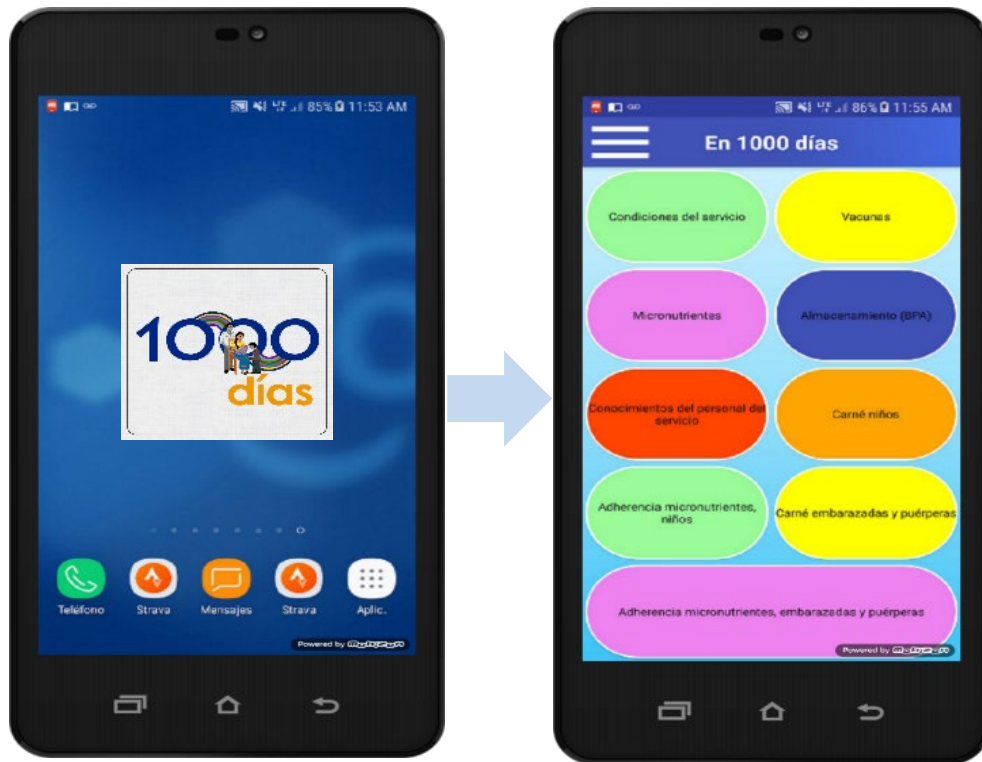 85% 11:53 AM
1000
días
Teléfono
Strava
Mensajes
Strava
Aplic.
Powered by
86% 11:55 AM
En 1000 días
Condiciones del servicio
Vacunas
Micronutrientes
Almacenamiento (BPA)
Conocimientos del personal del
servicio
Carné niños
Adherencia micronutrientes,
niños
Carné embarazadas y puérperas
Adherencia micronutrientes, embarazadas y puérperas
Powered by